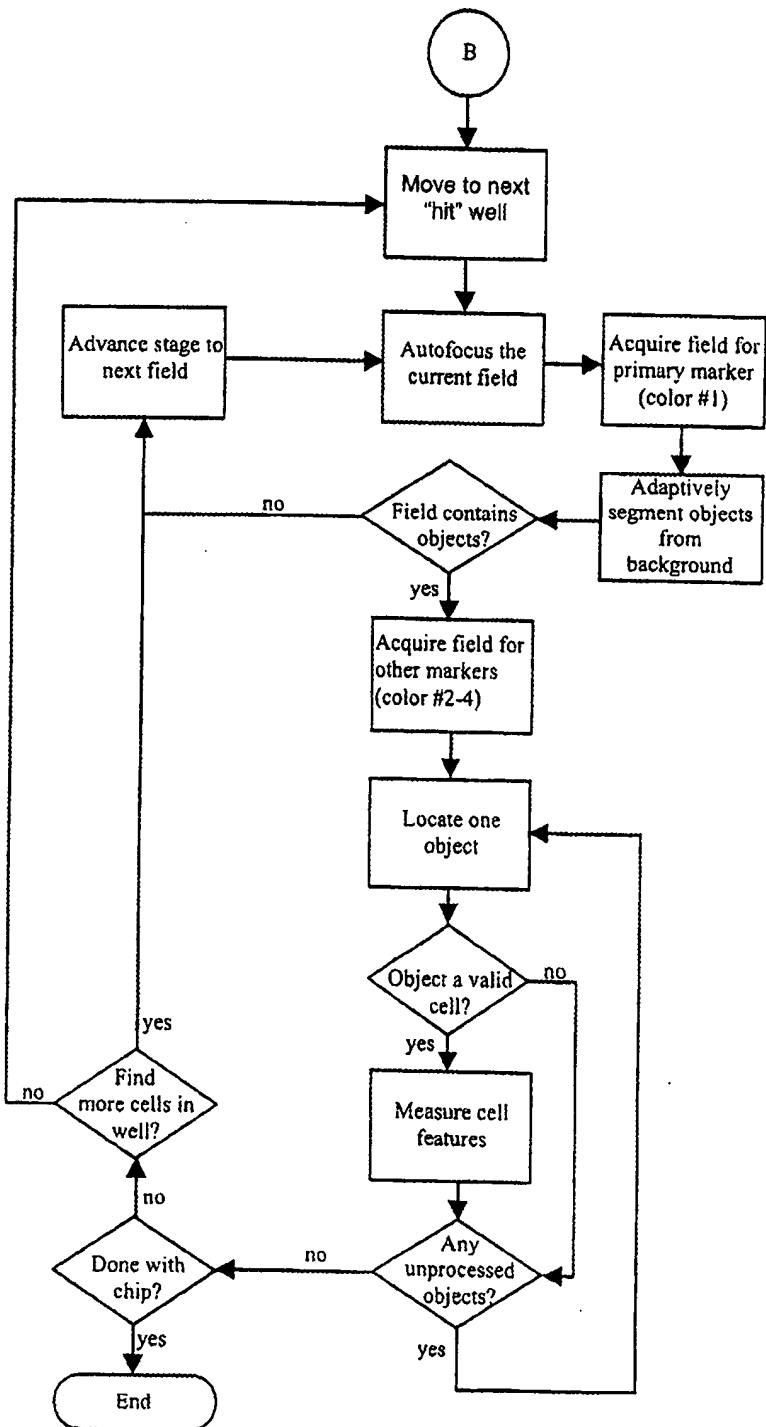 B
Move to next
"hit" well
Advance stage to
next field
Autofocus the
current field
Acquire field for
primary marker
(color #1)
Adaptively
segment objects
from
background
Field contains
objects?
no
yes
Acquire field for
other markers
(color #2-4)
Locate one
object
Object a valid
cell?
no
yes
Measure cell
features
Any
unprocessed
objects?
no
yes
Done with
chip?
no
yes
Find
more cells in
well?
yes
no
End